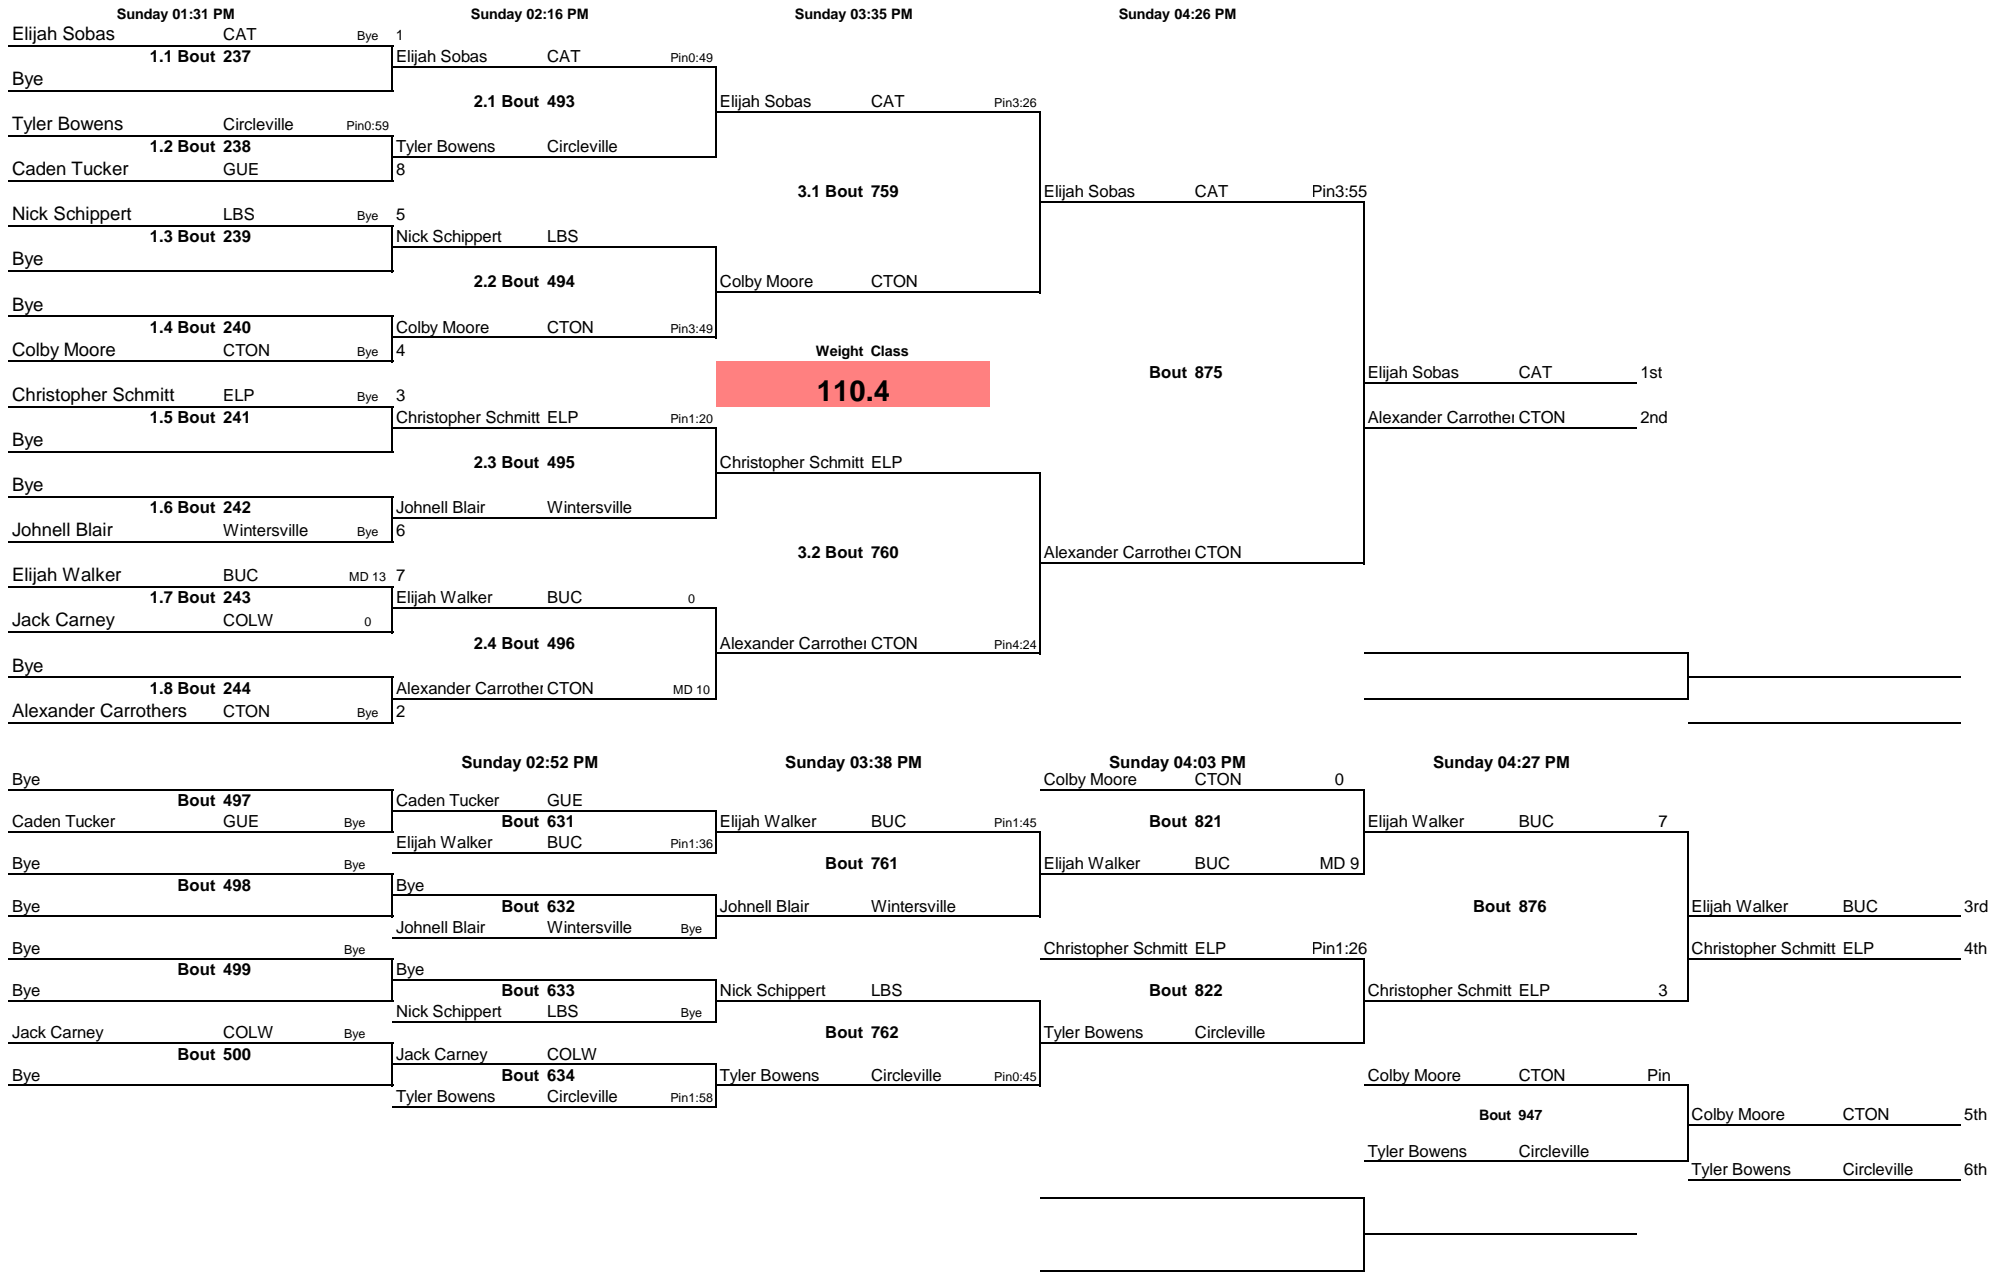 Sunday 01:31 PM Sunday 02:16 PM Sunday 03:35 PM Sunday 04:26 PM
Elijah Sobas CAT Bye 1
1.1 Bout 237 Elijah Sobas CAT Pin0:49
Bye
2.1 Bout 493 Elijah Sobas CAT Pin3:26
Tyler Bowens Circleville Pin0:59
1.2 Bout 238 Tyler Bowens Circleville
Caden Tucker GUE 8
3.1 Bout 759 Elijah Sobas CAT Pin3:55
Nick Schippert LBS Bye 5
1.3 Bout 239 Nick Schippert LBS
Bye
2.2 Bout 494 Colby Moore CTON
Bye
1.4 Bout 240 Colby Moore CTON Pin3:49
Colby Moore CTON Bye 4 Weight Class
Bout 875 Elijah Sobas CAT 1st
Christopher Schmitt ELP Bye 3 110.4
1.5 Bout 241 Christopher Schmitt ELP Pin1:20 Alexander Carrother CTON 2nd
Bye
2.3 Bout 495 Christopher Schmitt ELP
Bye
1.6 Bout 242 Johnell Blair Wintersville
Johnell Blair Wintersville Bye 6
3.2 Bout 760 Alexander Carrother CTON
Elijah Walker BUC MD 13 7
1.7 Bout 243 Elijah Walker BUC 0
Jack Carney COLW 0
2.4 Bout 496 Alexander Carrother CTON Pin4:24
Bye
1.8 Bout 244 Alexander Carrother CTON MD 10
Alexander Carrothers CTON Bye 2
Sunday 02:52 PM Sunday 03:38 PM Sunday 04:03 PM Sunday 04:27 PM
Bye Colby Moore CTON 0
Bout 497 Caden Tucker GUE
Caden Tucker GUE Bye Bout 631 Elijah Walker BUC Pin1:45 Bout 821 Elijah Walker BUC 7
Elijah Walker BUC Pin1:36
Bye Bye Bout 761 Elijah Walker BUC MD 9
Bout 498 Bye
Bye Bout 632 Johnell Blair Wintersville Bout 876 Elijah Walker BUC 3rd
Johnell Blair Wintersville Bye
Bye Bye Christopher Schmitt ELP Pin1:26 Christopher Schmitt ELP 4th
Bout 499 Bye
Bye Bout 633 Nick Schippert LBS Bout 822 Christopher Schmitt ELP 3
Nick Schippert LBS Bye
Jack Carney COLW Bye Bout 762 Tyler Bowens Circleville
Bout 500 Jack Carney COLW
Bye Bout 634 Tyler Bowens Circleville Pin0:45 Colby Moore CTON Pin
Tyler Bowens Circleville Pin1:58
Bout 947 Colby Moore CTON 5th
Tyler Bowens Circleville
Tyler Bowens Circleville 6th